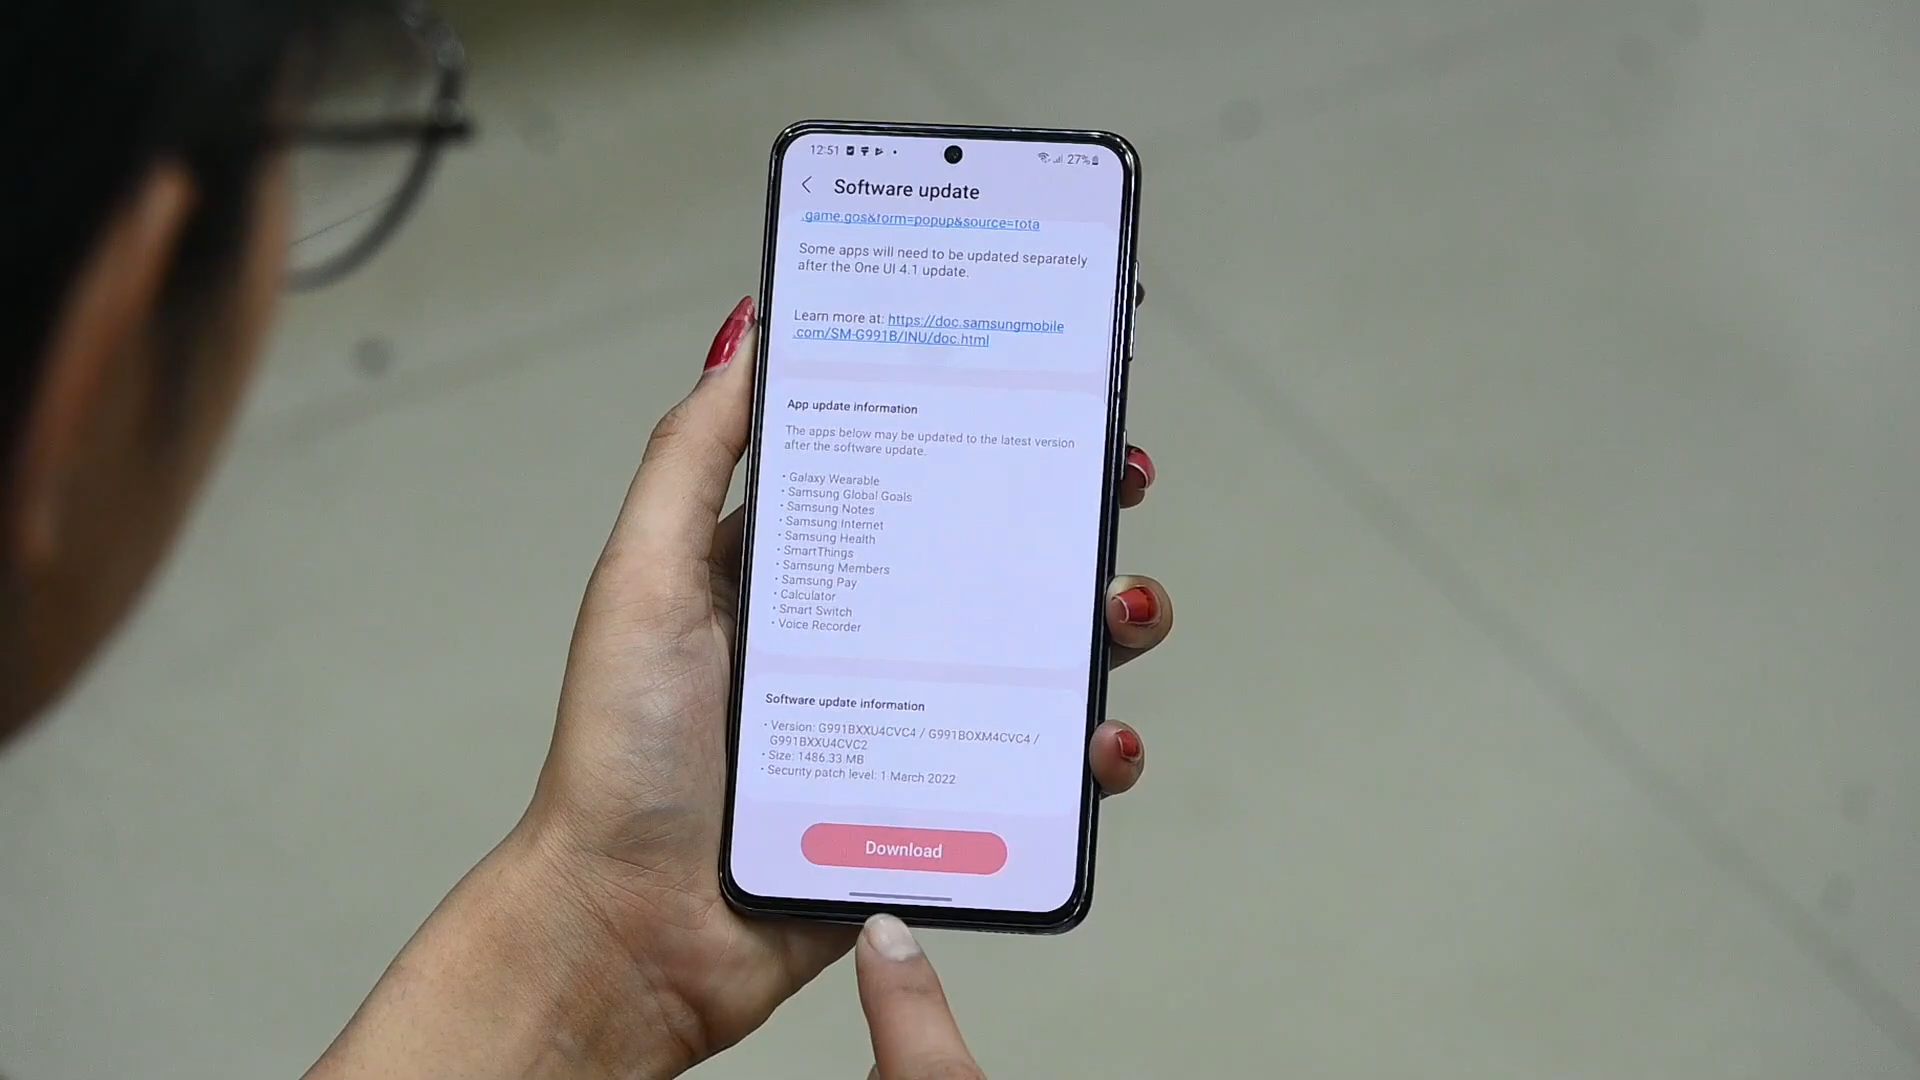 12:51
27%
Software update
.game.gos&form=popup&source=fota
Some apps will need to be updated separately
after the One UI 4.1 update.
Learn more at: https://doc.samsungmobile
.com/SM-G991B/INU/doc.html
App update information
The apps below may be updated to the latest version
after the software update.
• Galaxy Wearable
• Samsung Global Goals
• Samsung Notes
• Samsung Internet
• Samsung Health
• SmartThings
• Samsung Members
• Samsung Pay
• Calculator
• Smart Switch
• Voice Recorder
Software update information
• Version: G991BXXU4CVC4 / G991BOXM4CVC4 /
G991BXXU4CVC2
• Size: 1486.33 MB
• Security patch level: 1 March 2022
Download